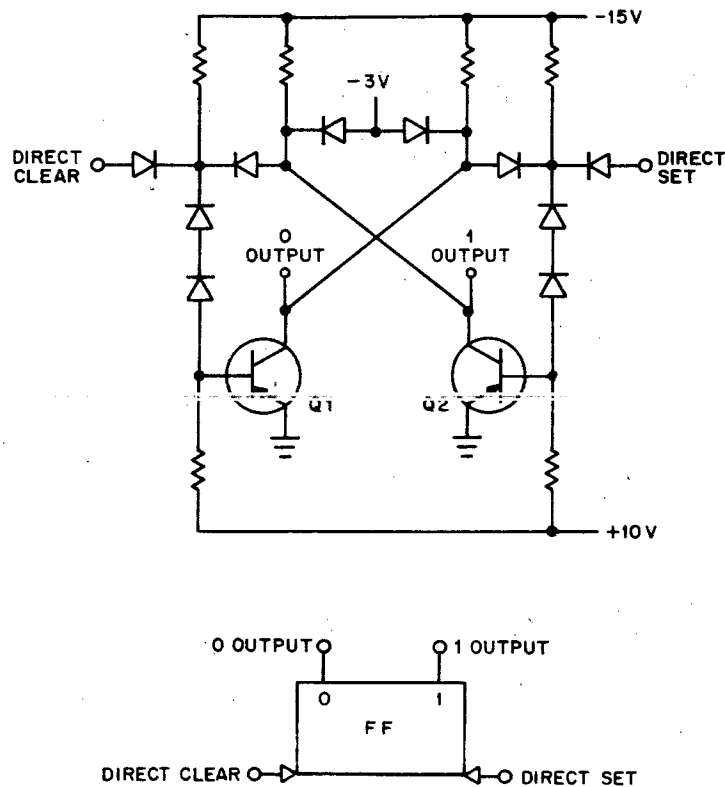 -15V
-3V
DIRECT
CLEAR
DIRECT
SET
0
OUTPUT
1
OUTPUT
Q1
Q2
+10V
0 OUTPUT
1 OUTPUT
0
1
FF
DIRECT CLEAR
DIRECT SET